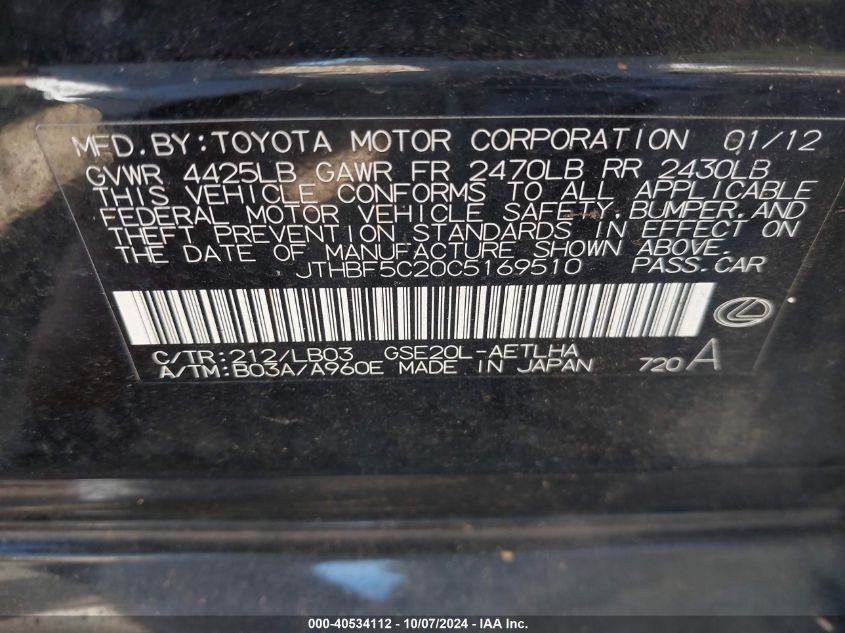 MFD.BY:TOYOTA MOTOR CORPORATION 01/12
GVWR 4425LB GAWR FR 2470LB RR 2430LB
THIS VEHICLE CONFORMS TO ALL APPLICABLE
FEDERAL MOTOR VEHICLE SAFETY,BUMPER,AND
THEFT PREVENTION STANDARDS IN EFFECT ON
THE DATE OF MANUFACTURE SHOWN ABOVE.
JTHBF5C20C5169510 PASS.CAR
C/TR:212/LB03 GSE20L-AETLHA
A/TM:B03A/A960E MADE IN JAPAN 720A
000-40534112 - 10/07/2024 - IAA Inc.